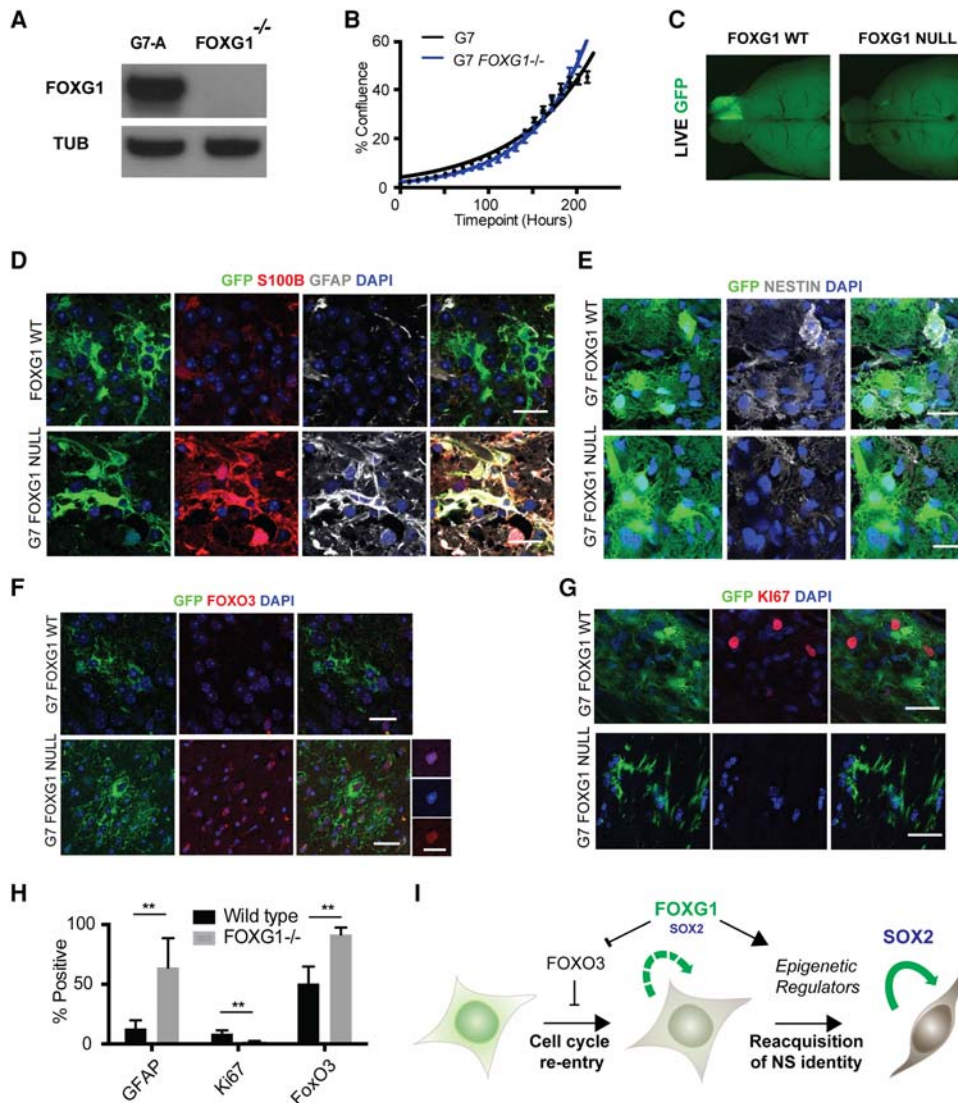 A
G7-A FOXG1 -/-
FOXG1
TUB
B
G7
G7 FOXG1-/-
% Confluence
60
40
20
0
0 100 200
Timepoint (Hours)
C
FOXG1 WT FOXG1 NULL
LIVE GFP
D
GFP S100B GFAP DAPI
FOXG1 WT
G7 FOXG1 NULL
E
GFP NESTIN DAPI
G7 FOXG1 WT
G7 FOXG1 NULL
F
GFP FOXO3 DAPI
G7 FOXG1 WT
G7 FOXG1 NULL
G
GFP KI67 DAPI
G7 FOXG1 WT
G7 FOXG1 NULL
H
** Wild type **
FOXG1-/-
**
% Positive
100
50
0
GFAP Ki67 FoxO3
I
FOXG1
SOX2
FOXO3
Cell cycle
re-entry
Epigenetic
Regulators
Reacquisition
of NS identity
SOX2